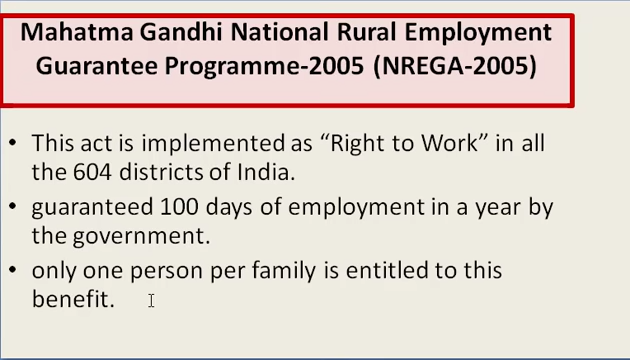 Mahatma Gandhi National Rural Employment
Guarantee Programme-2005 (NREGA-2005)
• This act is implemented as “Right to Work” in all
the 604 districts of India.
• guaranteed 100 days of employment in a year by
the government.
• only one person per family is entitled to this
benefit.